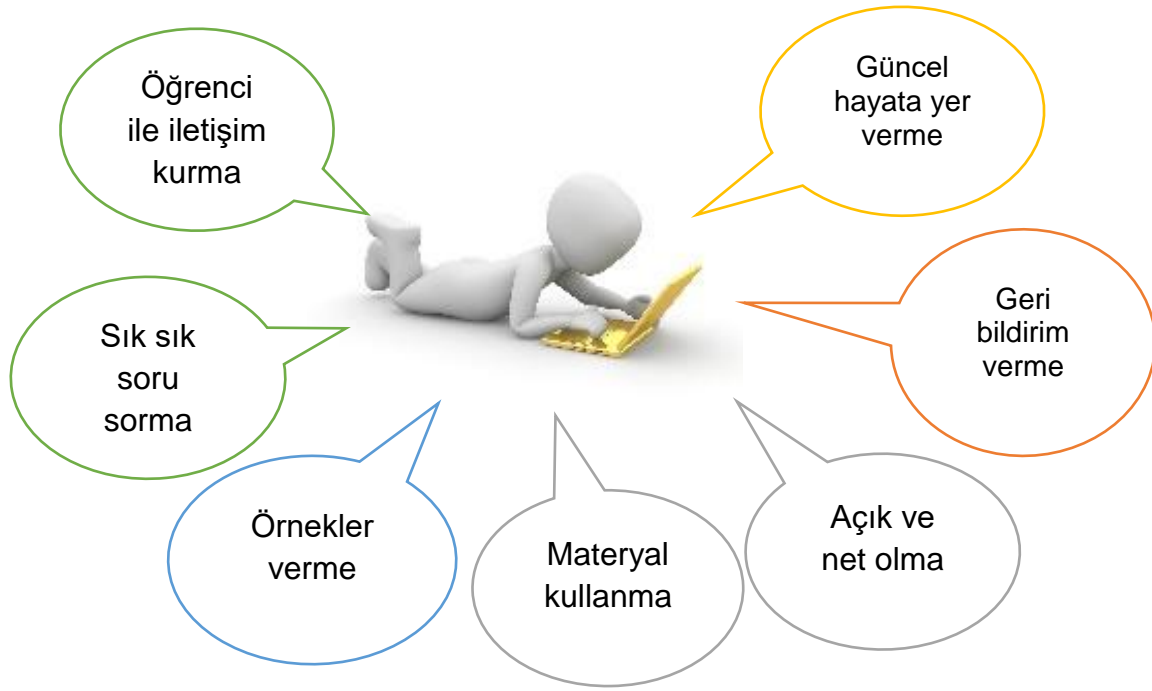 Öğrenci
ile iletişim
kurma
Güncel
hayata yer
verme
Sık sık
soru
sorma
Geri
bildirim
verme
Örnekler
verme
Materyal
kullanma
Açık ve
net olma